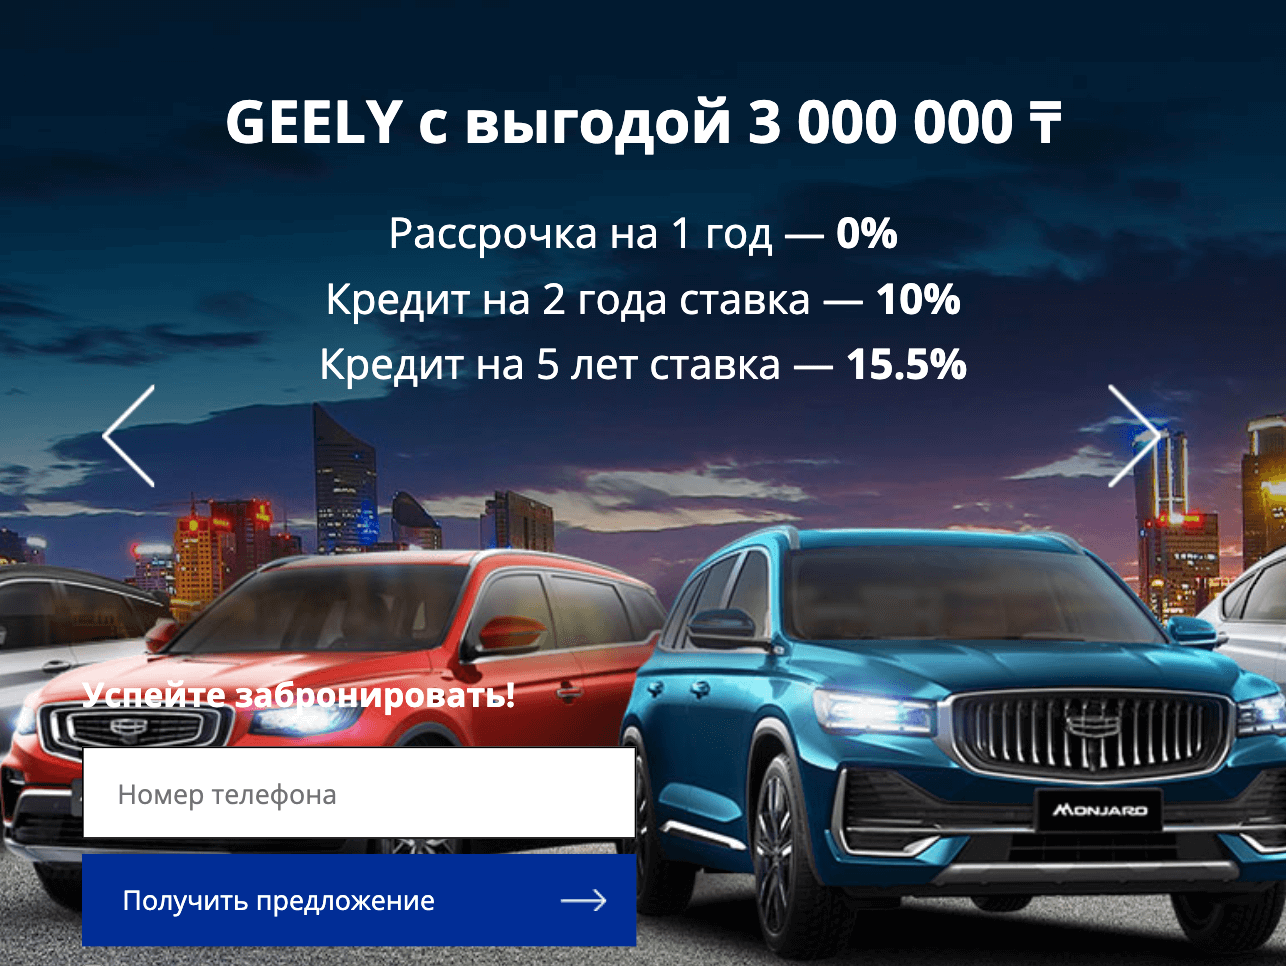 GEELY с выгодой 3 000 000 ₸
Рассрочка на 1 год — 0%
Кредит на 2 года ставка — 10%
Кредит на 5 лет ставка — 15.5%
Успейте забронировать!
Номер телефона
Получить предложение
MONJARO